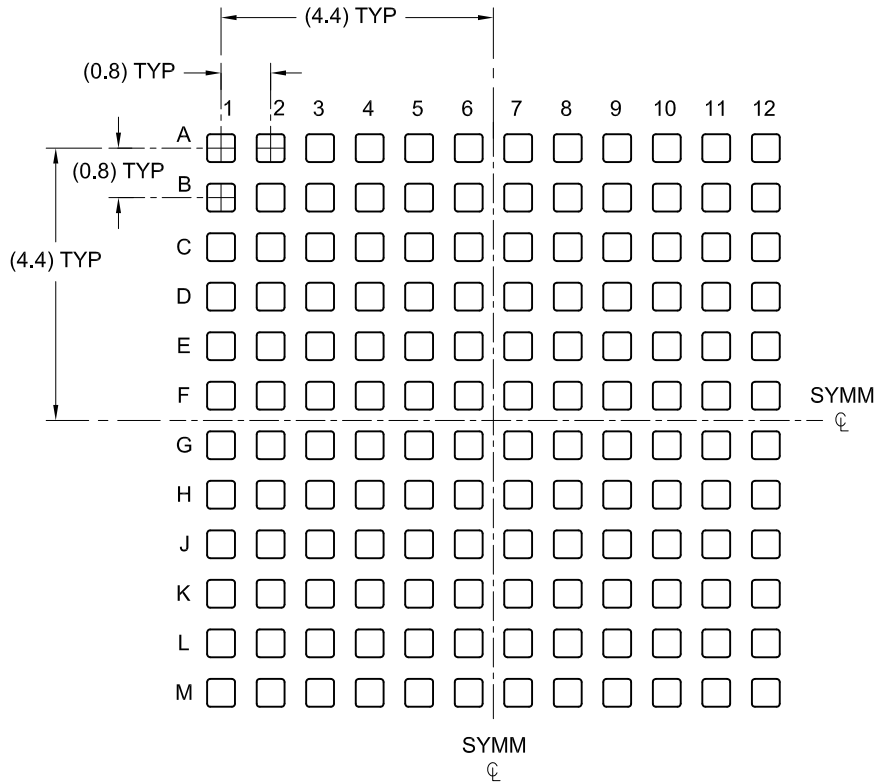 (4.4) TYP
(0.8) TYP
1 2 3 4 5 6 7 8 9 10 11 12
A
(0.8) TYP
B
C
(4.4) TYP
D
E
F
SYMM
℄
G
H
J
K
L
M
SYMM
℄